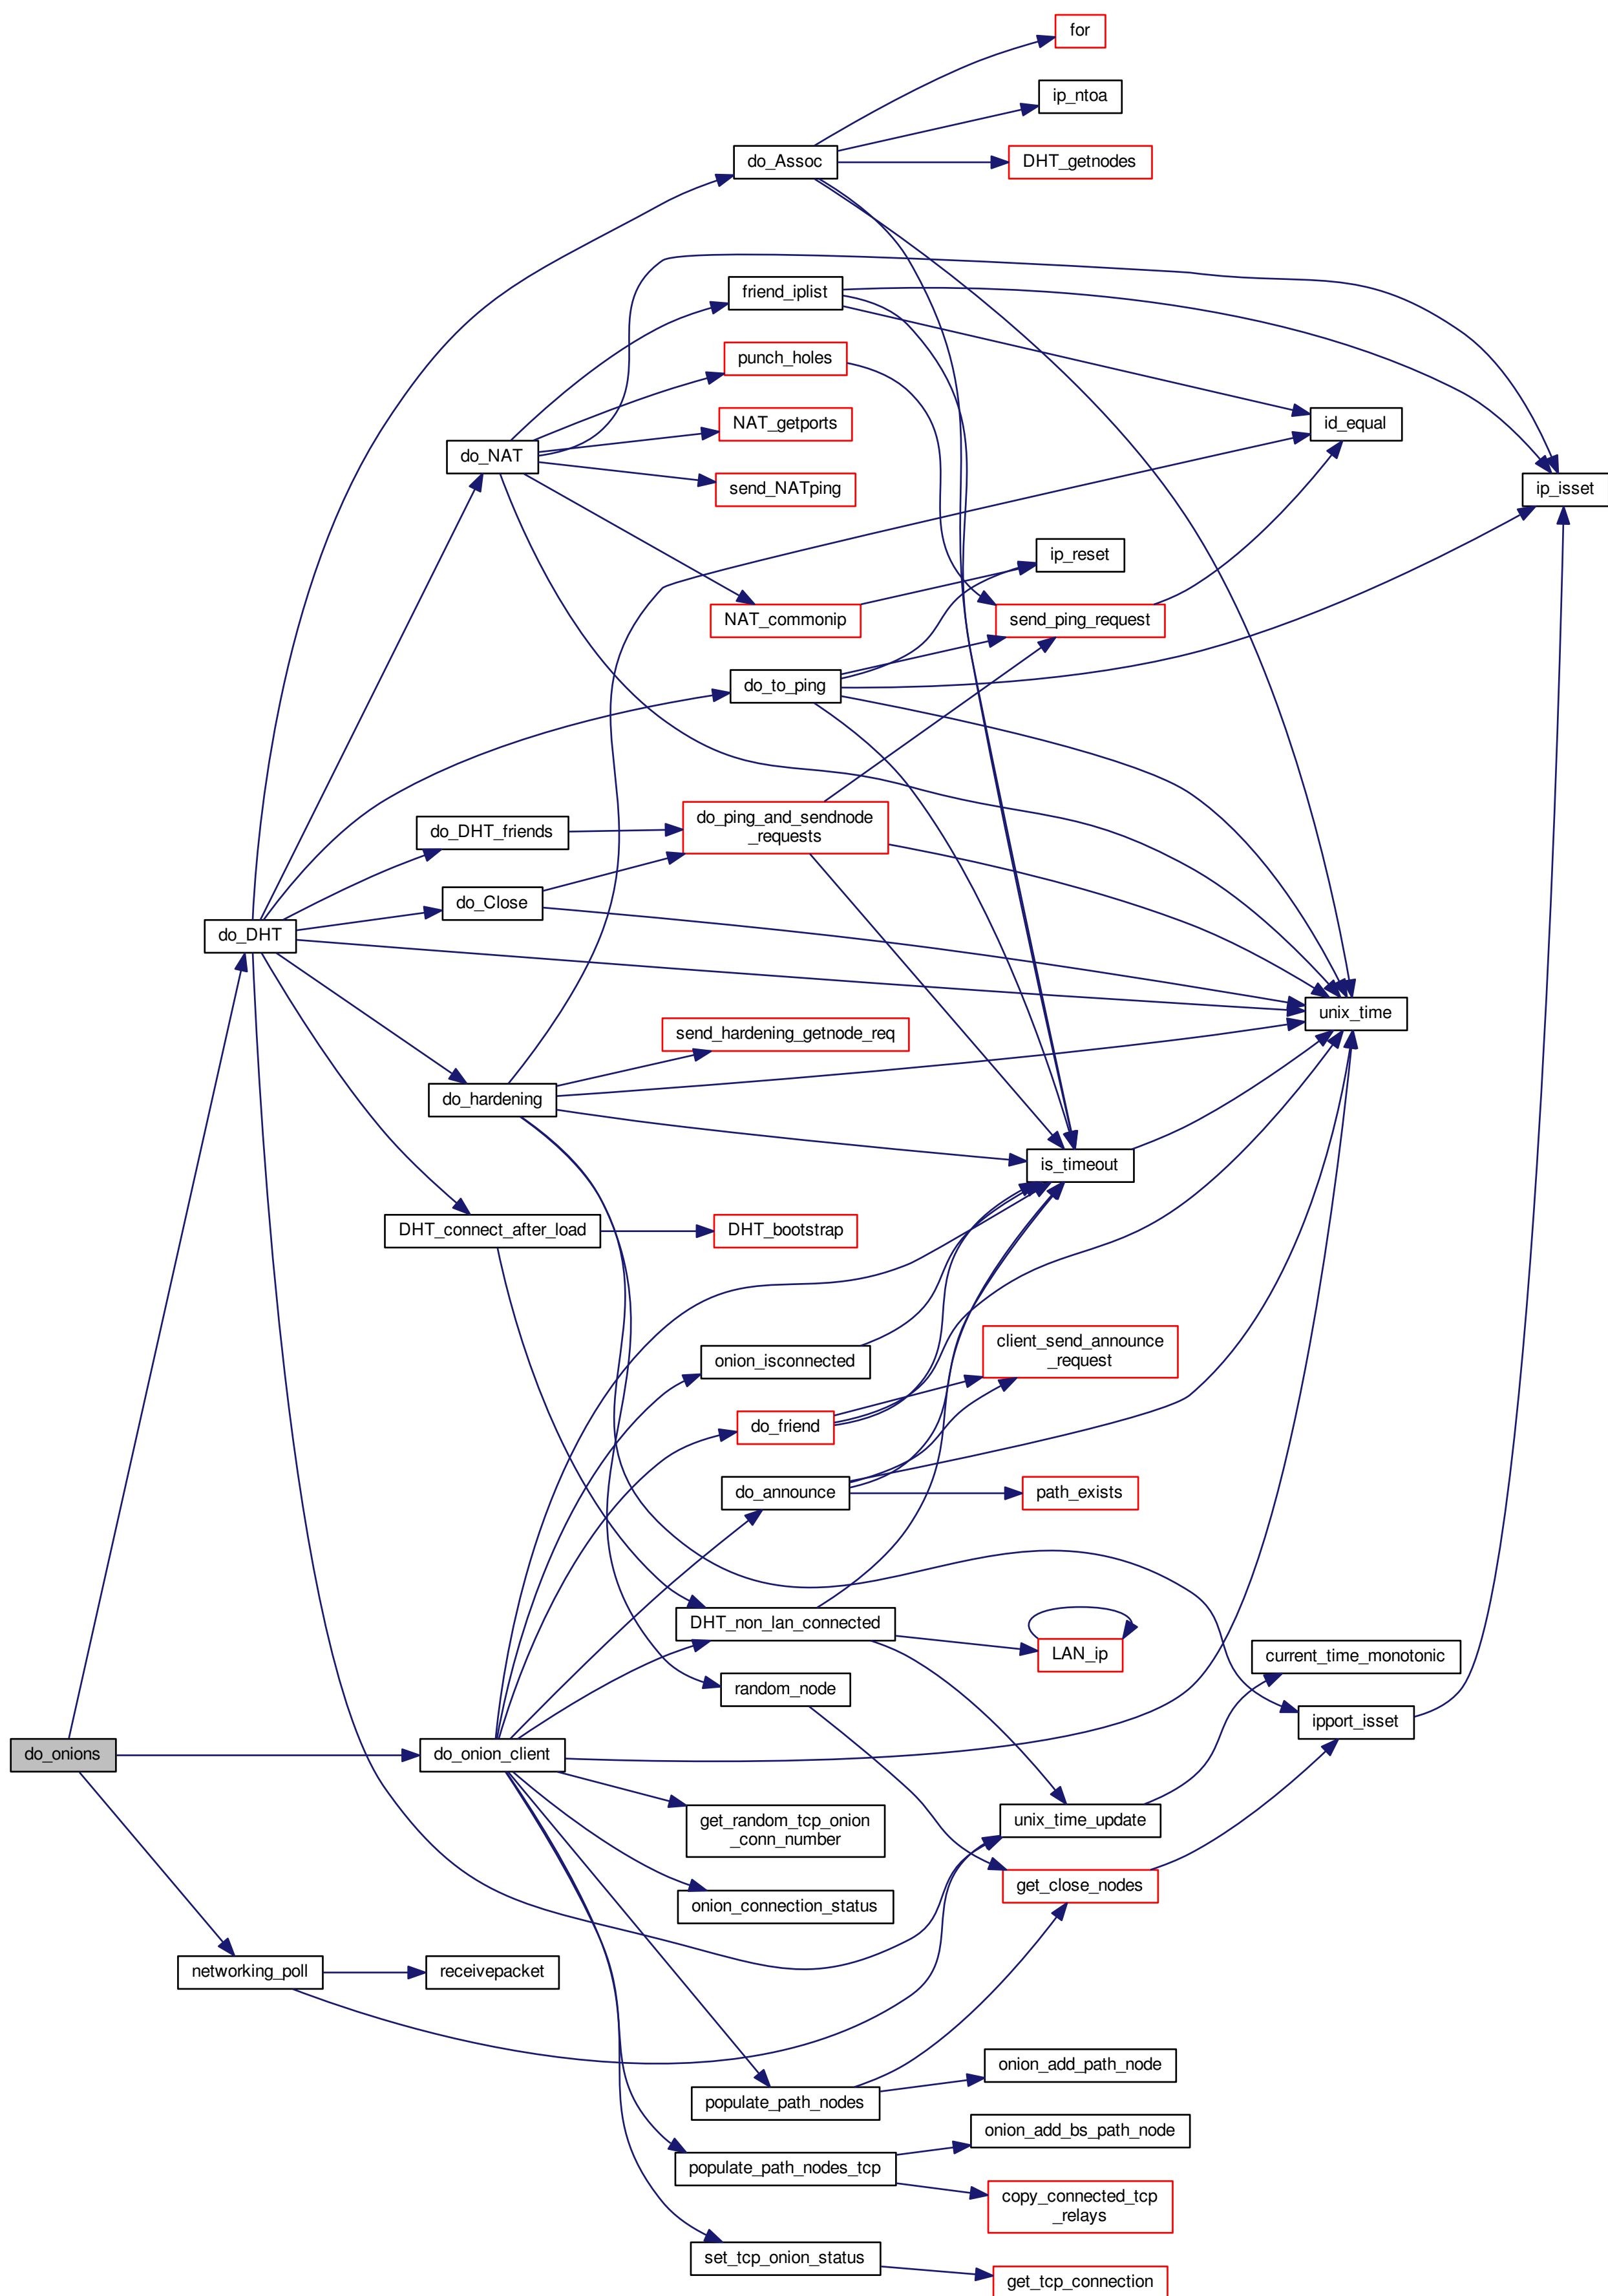 for
ip_ntoa
do_Assoc
DHT_getnodes
friend_iplist
punch_holes
NAT_getports
id_equal
do_NAT
send_NATping
ip_isset
ip_reset
NAT_commonip
send_ping_request
do_to_ping
do_ping_and_sendnode
_requests
do_DHT_friends
do_Close
do_DHT
unix_time
send_hardening_getnode_req
do_hardening
is_timeout
DHT_connect_after_load
DHT_bootstrap
client_send_announce
_request
onion_isconnected
do_friend
do_announce
path_exists
DHT_non_lan_connected
LAN_ip
current_time_monotonic
random_node
ipport_isset
do_onions
do_onion_client
get_random_tcp_onion
_conn_number
unix_time_update
get_close_nodes
onion_connection_status
networking_poll
receivepacket
onion_add_path_node
populate_path_nodes
onion_add_bs_path_node
populate_path_nodes_tcp
copy_connected_tcp
_relays
set_tcp_onion_status
get_tcp_connection